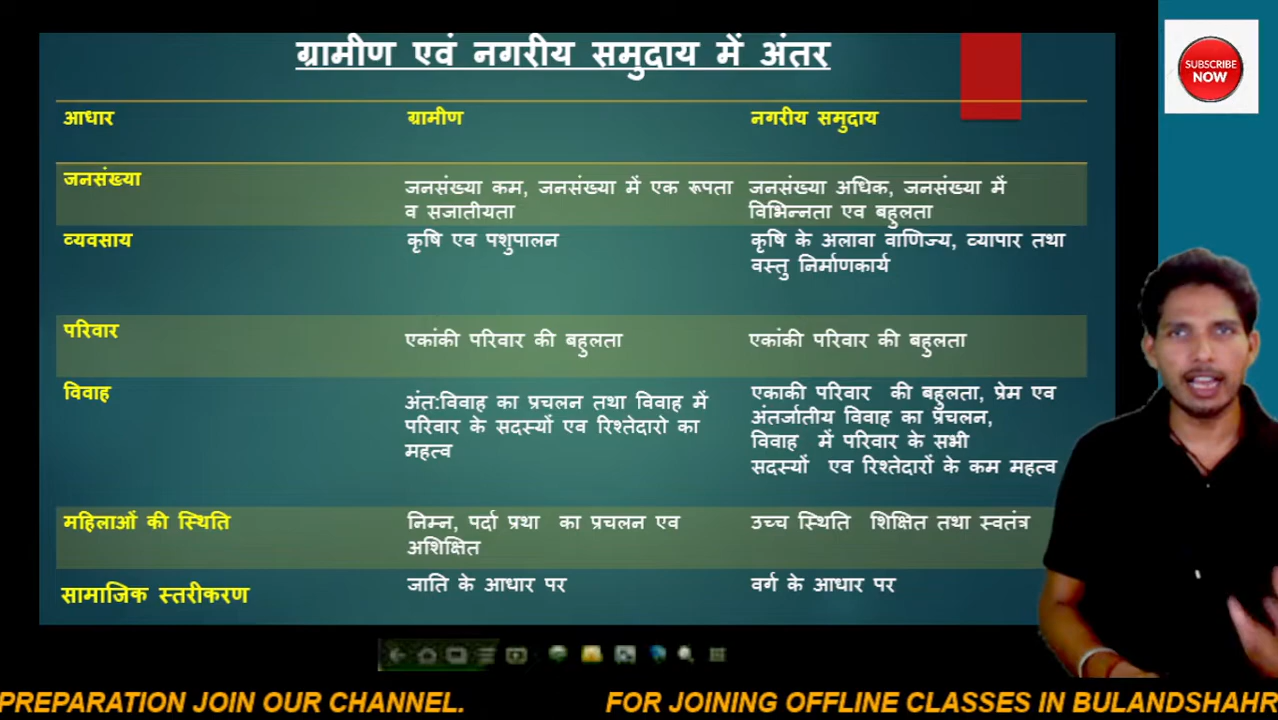 ग्रामीण एवं नगरीय समुदाय में अंतर
SUBSCRIBE
NOW
आधार ग्रामीण नगरीय समुदाय
जनसंख्या
जनसंख्या कम, जनसंख्या में एक रूपता
व सजातीयता
जनसंख्या अधिक, जनसंख्या में
विभिन्नता एव बहुलता
व्यवसाय
कृषि एव पशुपालन
कृषि के अलावा वाणिज्य, व्यापार तथा
वस्तु निर्माणकार्य
परिवार
एकांकी परिवार की बहुलता
एकांकी परिवार की बहुलता
विवाह
अंत:विवाह का प्रचलन तथा विवाह में
परिवार के सदस्यों एव रिश्तेदारो का
महत्व
एकाकी परिवार की बहुलता, प्रेम एव
अंतर्जातीय विवाह का प्रचलन,
विवाह में परिवार के सभी
सदस्यों एव रिश्तेदारों के कम महत्व
महिलाओं की स्थिति
निम्न, पर्दा प्रथा का प्रचलन एव
अशिक्षित
उच्च स्थिति शिक्षित तथा स्वतंत्र
सामाजिक स्तरीकरण
जाति के आधार पर
वर्ग के आधार पर
PREPARATION JOIN OUR CHANNEL. FOR JOINING OFFLINE CLASSES IN BULANDSHAHR